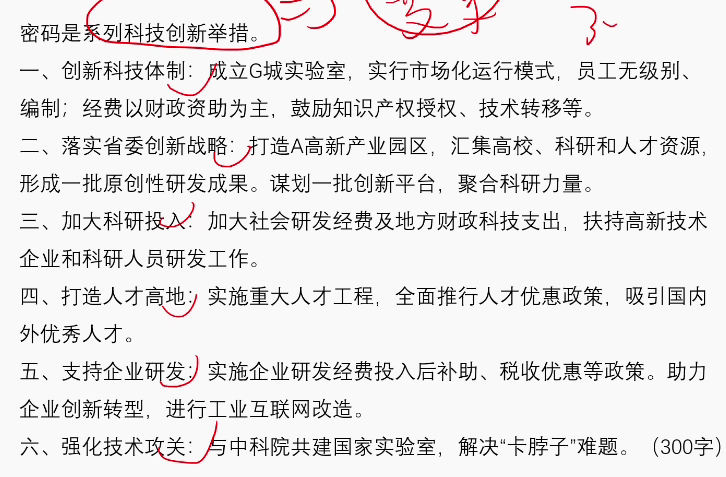 密码是系列科技创新举措。
一、创新科技体制：成立G城实验室，实行市场化运行模式，员工无级别、
编制；经费以财政资助为主，鼓励知识产权授权、技术转移等。
二、落实省委创新战略：打造A高新产业园区，汇集高校、科研和人才资源，
形成一批原创性研发成果。谋划一批创新平台，聚合科研力量。
三、加大科研投入：加大社会研发经费及地方财政科技支出，扶持高新技术
企业和科研人员研发工作。
四、打造人才高地：实施重大人才工程，全面推行人才优惠政策，吸引国内
外优秀人才。
五、支持企业研发：实施企业研发经费投入后补助、税收优惠等政策。助力
企业创新转型，进行工业互联网改造。
六、强化技术攻关：与中科院共建国家实验室，解决“卡脖子”难题。（300字）